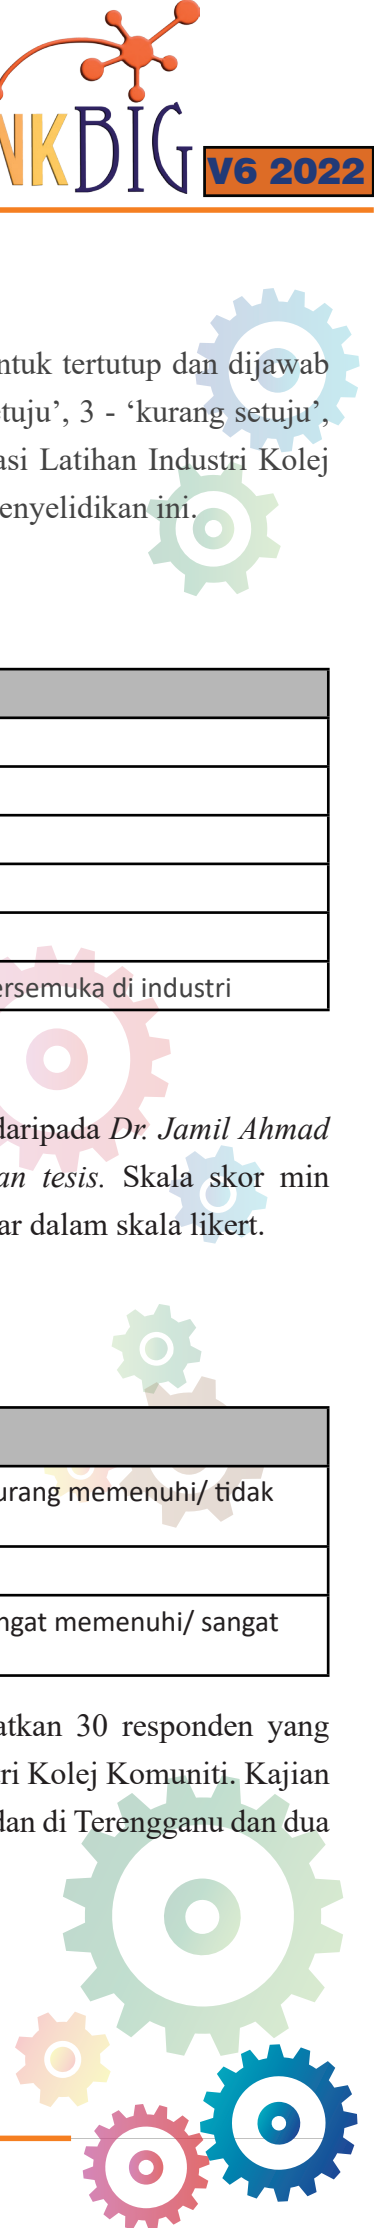 NKBIG
V6 2022
ntuk tertutup dan dijawab
etuju’, 3 - ‘kurang setuju’,
asi Latihan Industri Kolej
enyelidikan ini.
ersemuka di industri
daripada Dr. Jamil Ahmad
an tesis. Skala skor min
ar dalam skala likert.
urang memenuhi/ tidak
ngat memenuhi/ sangat
atkan 30 responden yang
tri Kolej Komuniti. Kajian
dan di Terengganu dan dua